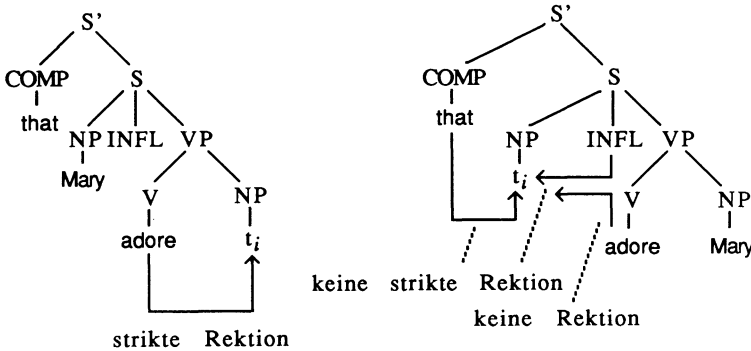 S'
COMP S
that NP INFL VP
Mary V NP
adore t_i
strikte Rektion
S'
COMP S
that NP INFL VP
t_i V NP
adore Mary
keine strikte Rektion
keine Rektion